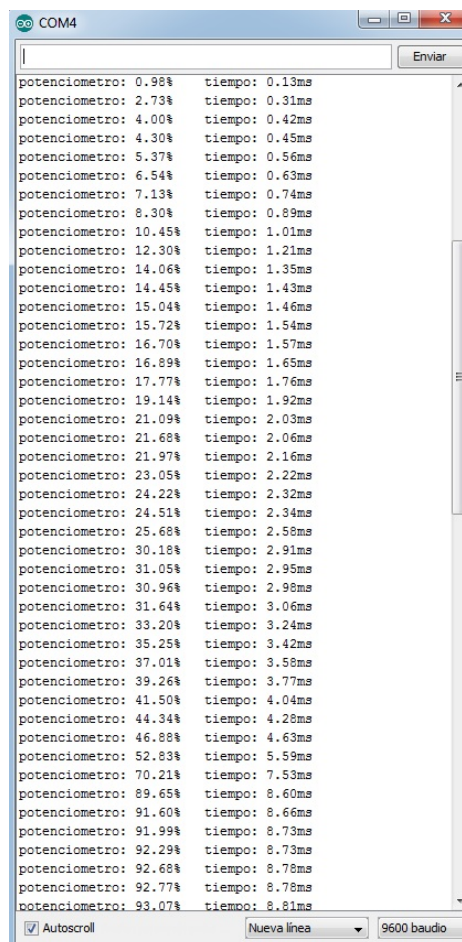 COM4
Enviar
potenciometro: 0.98% tiempo: 0.13ms
potenciometro: 2.73% tiempo: 0.31ms
potenciometro: 4.00% tiempo: 0.42ms
potenciometro: 4.30% tiempo: 0.45ms
potenciometro: 5.37% tiempo: 0.56ms
potenciometro: 6.54% tiempo: 0.63ms
potenciometro: 7.13% tiempo: 0.74ms
potenciometro: 8.30% tiempo: 0.89ms
potenciometro: 10.45% tiempo: 1.01ms
potenciometro: 12.30% tiempo: 1.21ms
potenciometro: 14.06% tiempo: 1.35ms
potenciometro: 14.45% tiempo: 1.43ms
potenciometro: 15.04% tiempo: 1.46ms
potenciometro: 15.72% tiempo: 1.54ms
potenciometro: 16.70% tiempo: 1.57ms
potenciometro: 16.89% tiempo: 1.65ms
potenciometro: 17.77% tiempo: 1.76ms
potenciometro: 19.14% tiempo: 1.92ms
potenciometro: 21.09% tiempo: 2.03ms
potenciometro: 21.68% tiempo: 2.06ms
potenciometro: 21.97% tiempo: 2.16ms
potenciometro: 23.05% tiempo: 2.22ms
potenciometro: 24.22% tiempo: 2.32ms
potenciometro: 24.51% tiempo: 2.34ms
potenciometro: 25.68% tiempo: 2.58ms
potenciometro: 30.18% tiempo: 2.91ms
potenciometro: 31.05% tiempo: 2.95ms
potenciometro: 30.96% tiempo: 2.98ms
potenciometro: 31.64% tiempo: 3.06ms
potenciometro: 33.20% tiempo: 3.24ms
potenciometro: 35.25% tiempo: 3.42ms
potenciometro: 37.01% tiempo: 3.58ms
potenciometro: 39.26% tiempo: 3.77ms
potenciometro: 41.50% tiempo: 4.04ms
potenciometro: 44.34% tiempo: 4.28ms
potenciometro: 46.88% tiempo: 4.63ms
potenciometro: 52.83% tiempo: 5.59ms
potenciometro: 70.21% tiempo: 7.53ms
potenciometro: 89.65% tiempo: 8.60ms
potenciometro: 91.60% tiempo: 8.66ms
potenciometro: 91.99% tiempo: 8.73ms
potenciometro: 92.29% tiempo: 8.73ms
potenciometro: 92.68% tiempo: 8.78ms
potenciometro: 92.77% tiempo: 8.78ms
potenciometro: 93.07% tiempo: 8.81ms
Autoscroll Nueva línea 9600 baudio